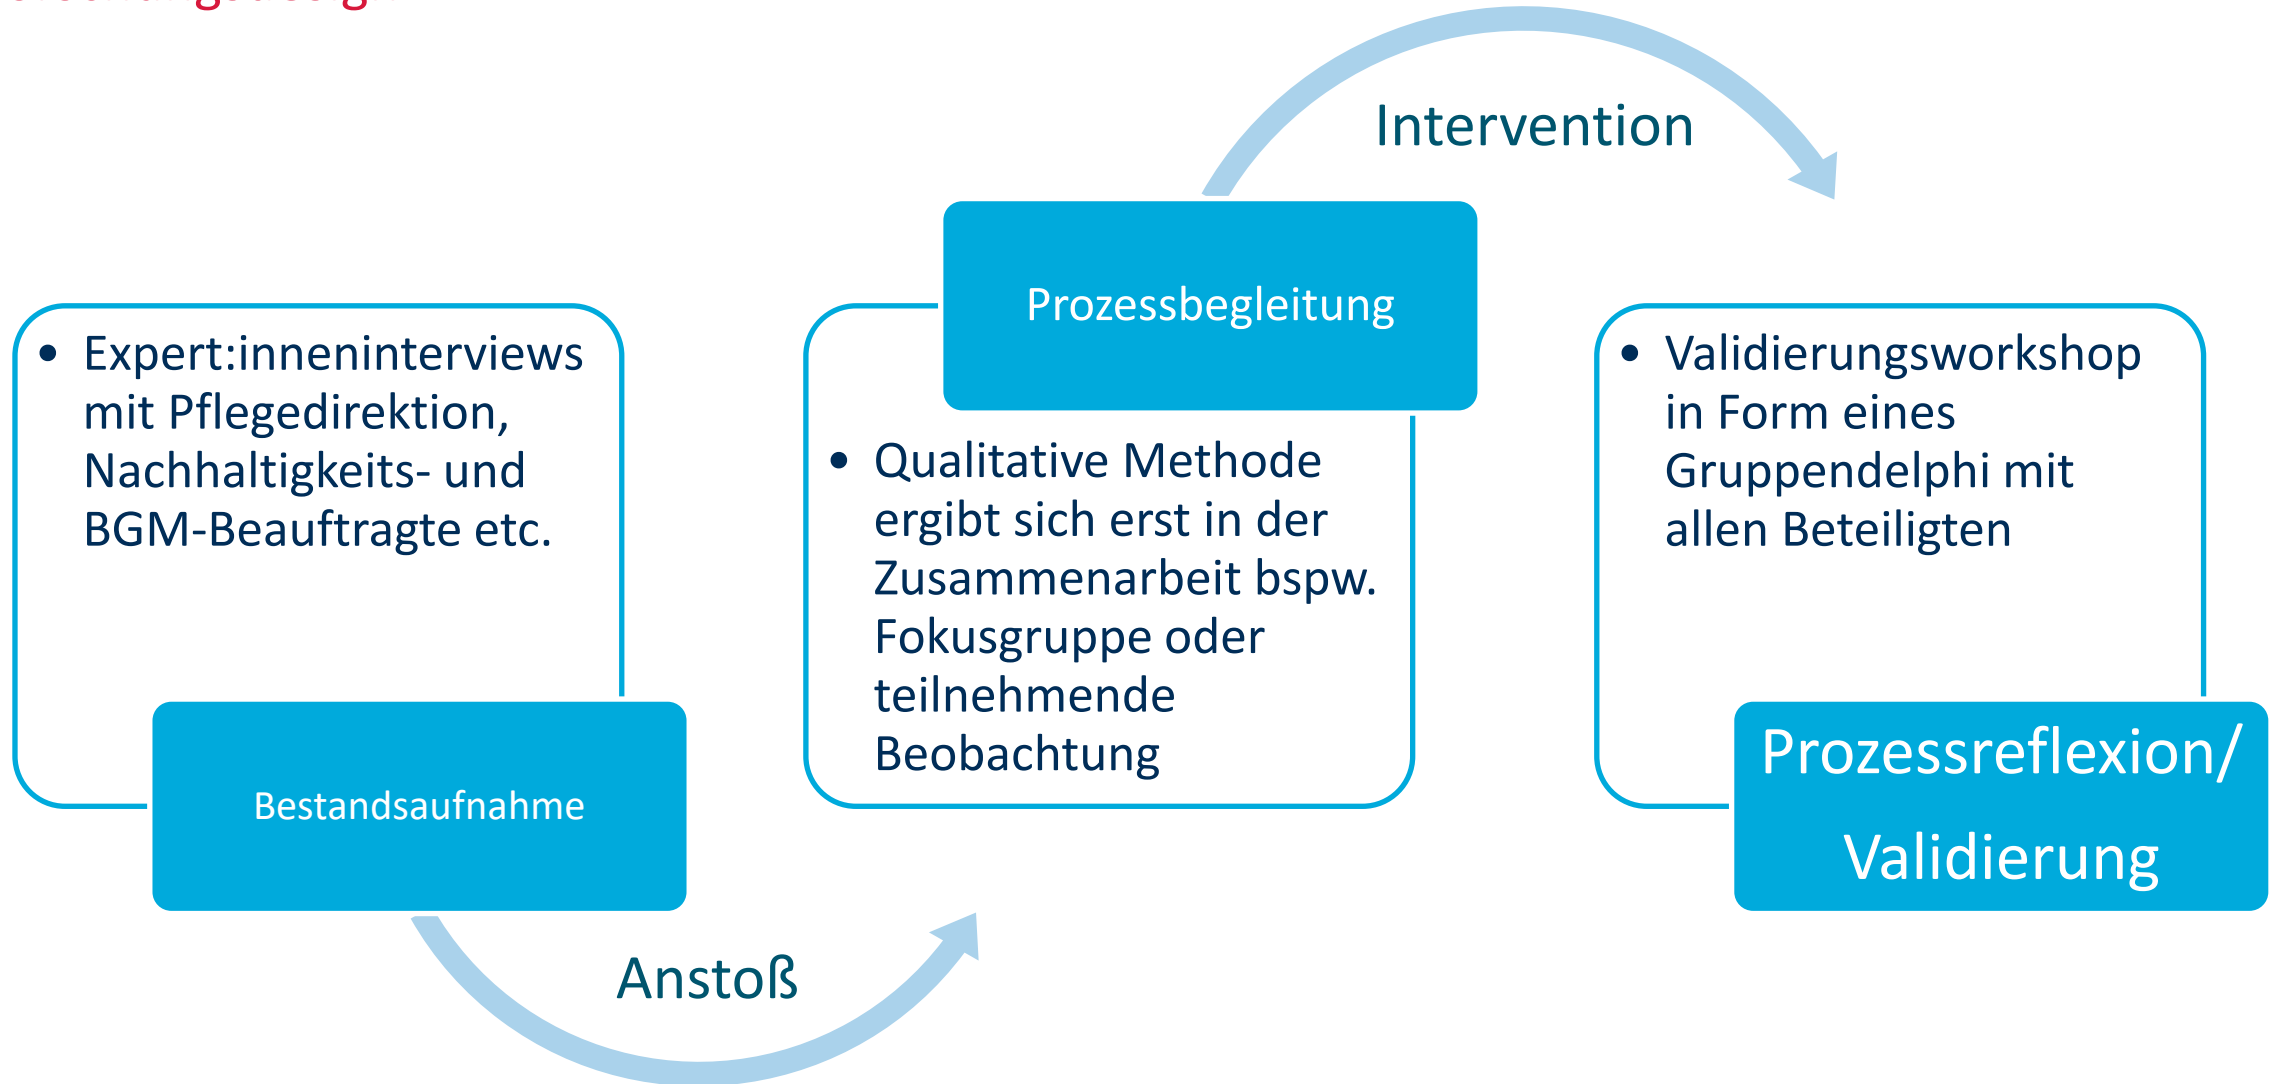 • Expert:inneninterviews
mit Pflegedirektion,
Nachhaltigkeits- und
BGM-Beauftragte etc.
Bestandsaufnahme
Anstoß
Prozessbegleitung
• Qualitative Methode
ergibt sich erst in der
Zusammenarbeit bspw.
Fokusgruppe oder
teilnehmende
Beobachtung
Intervention
• Validierungsworkshop
in Form eines
Gruppendelphi mit
allen Beteiligten
Prozessreflexion/
Validierung